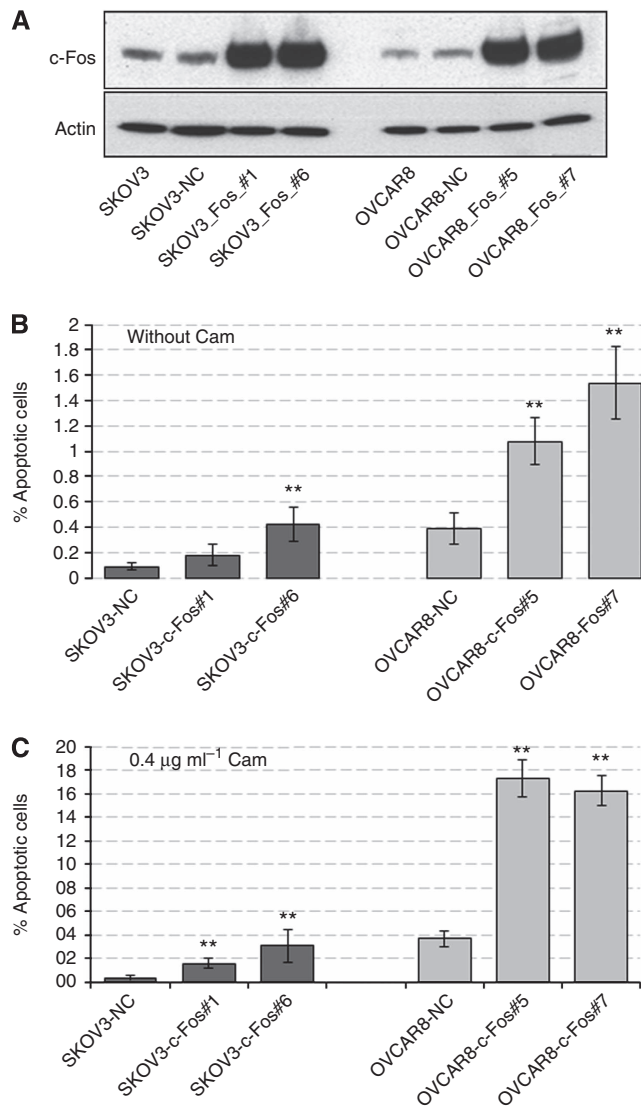 A
c-Fos
Actin
SKOV3
SKOV3-NC
SKOV3_Fos_#1
SKOV3_Fos_#6
OVCAR8
OVCAR8-NC
OVCAR8_Fos_#5
OVCAR8_Fos_#7
B
% Apoptotic cells
2
1.8
1.6
1.4
1.2
1
0.8
0.6
0.4
0.2
0
Without Cam
**
**
**
SKOV3-NC
SKOV3-c-Fos#1
SKOV3-c-Fos#6
OVCAR8-NC
OVCAR8-c-Fos#5
OVCAR8-Fos#7
C
% Apoptotic cells
20
18
16
14
12
10
08
06
04
02
00
0.4 μg ml⁻¹ Cam
**
**
**
**
SKOV3-NC
SKOV3-c-Fos#1
SKOV3-c-Fos#6
OVCAR8-NC
OVCAR8-c-Fos#5
OVCAR8-c-Fos#7